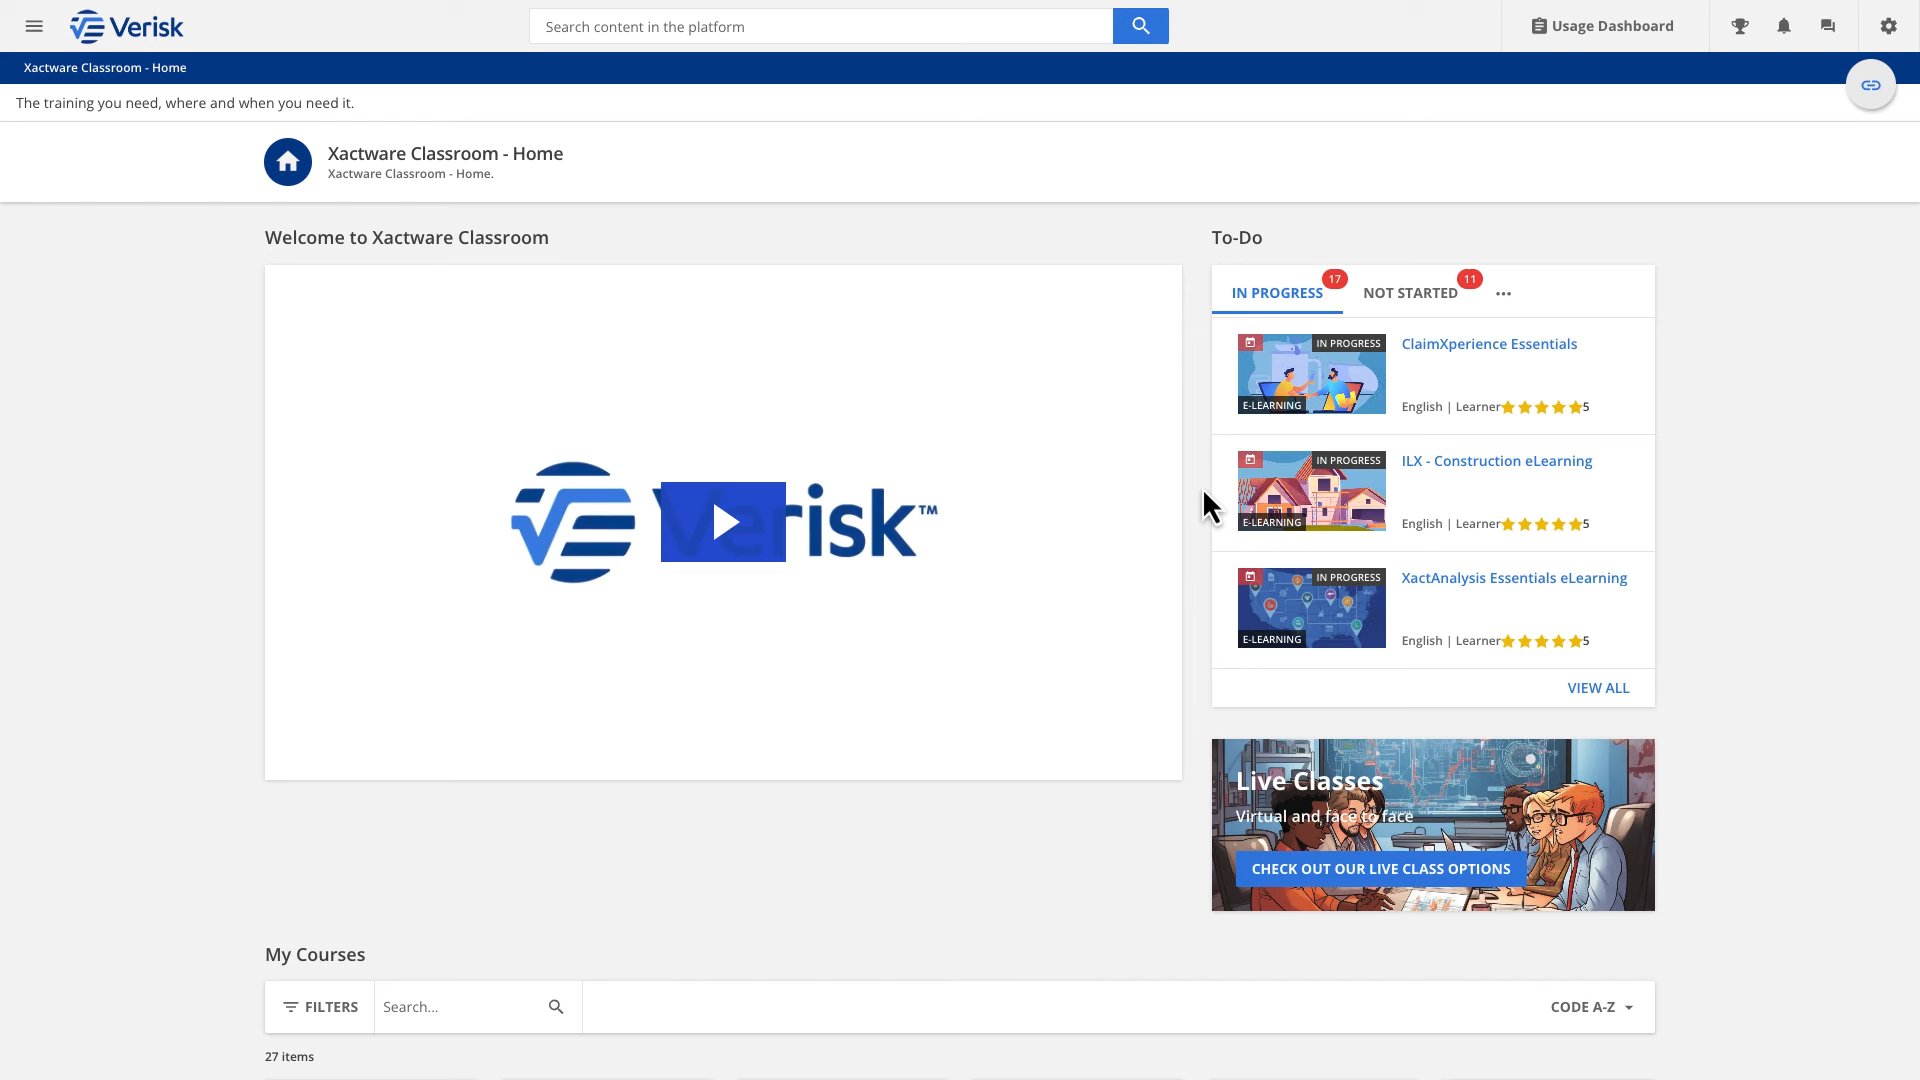 Verisk
Search content in the platform
Usage Dashboard
Xactware Classroom - Home
The training you need, where and when you need it.
Xactware Classroom - Home
Xactware Classroom - Home.
Welcome to Xactware Classroom
To-Do
IN PROGRESS 17
NOT STARTED 11
IN PROGRESS
ClaimXperience Essentials
E-LEARNING
English | Learner 5
IN PROGRESS
ILX - Construction eLearning
E-LEARNING
English | Learner 5
IN PROGRESS
XactAnalysis Essentials eLearning
E-LEARNING
English | Learner 5
VIEW ALL
Verisk™
Live Classes
Virtual and face to face
CHECK OUT OUR LIVE CLASS OPTIONS
My Courses
FILTERS
Search...
CODE A-Z
27 items